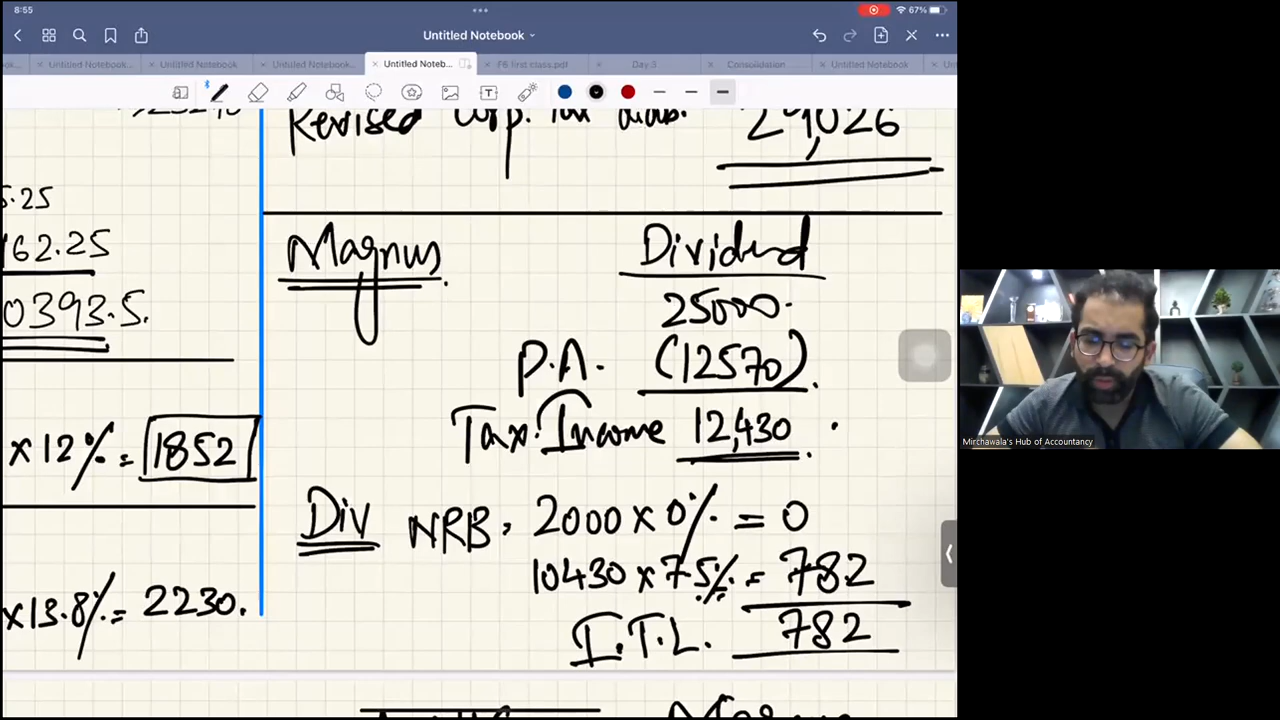 8:55
67%
Untitled Notebook
Untitled Notebook...
Untitled Notebook
Untitled Notebook...
Untitled Noteb...
F6 first class.pdf
Day 5
Consolidation
Untitled Notebook
Revised Corp. Tax Liab. 24,026
5.25
162.25
0393.5.
x 12% = 1852
x 13.8% = 2230.
Magnus.
Dividend
25000.
P.A. (12570).
Tax. Income 12,430.
Div NRB. 2000 x 0% = 0
10430 x 7.5% = 782
I.T.L. 782
Mirchawala's Hub of Accountancy